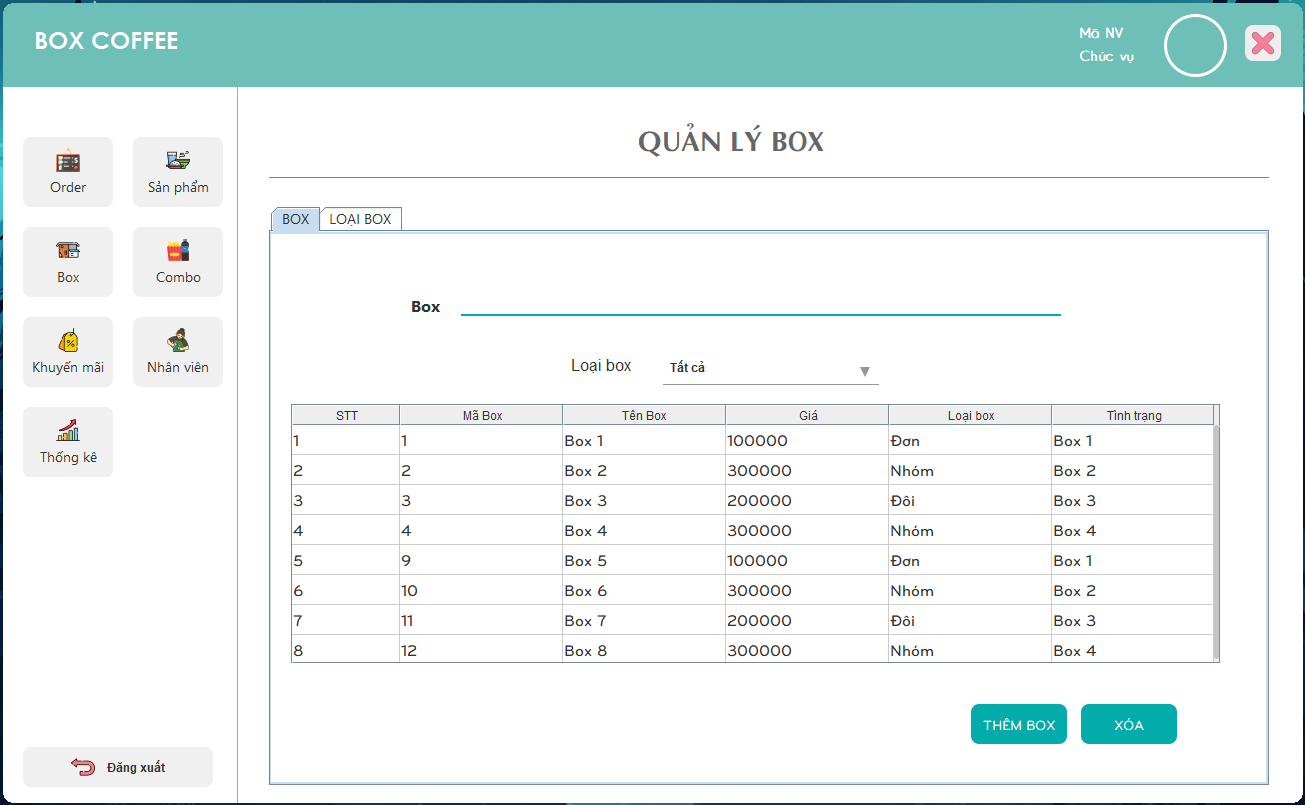 BOX COFFEE
Mã NV
Chức vụ
Order
Sản phẩm
Box
Combo
Khuyến mãi
Nhân viên
Thống kê
Đăng xuất
QUẢN LÝ BOX
BOX LOẠI BOX
Box
Loại box Tất cả
STT Mã Box Tên Box Giá Loại box Tình trạng
1 1 Box 1 100000 Đơn Box 1
2 2 Box 2 300000 Nhóm Box 2
3 3 Box 3 200000 Đôi Box 3
4 4 Box 4 300000 Nhóm Box 4
5 9 Box 5 100000 Đơn Box 1
6 10 Box 6 300000 Nhóm Box 2
7 11 Box 7 200000 Đôi Box 3
8 12 Box 8 300000 Nhóm Box 4
THÊM BOX XÓA